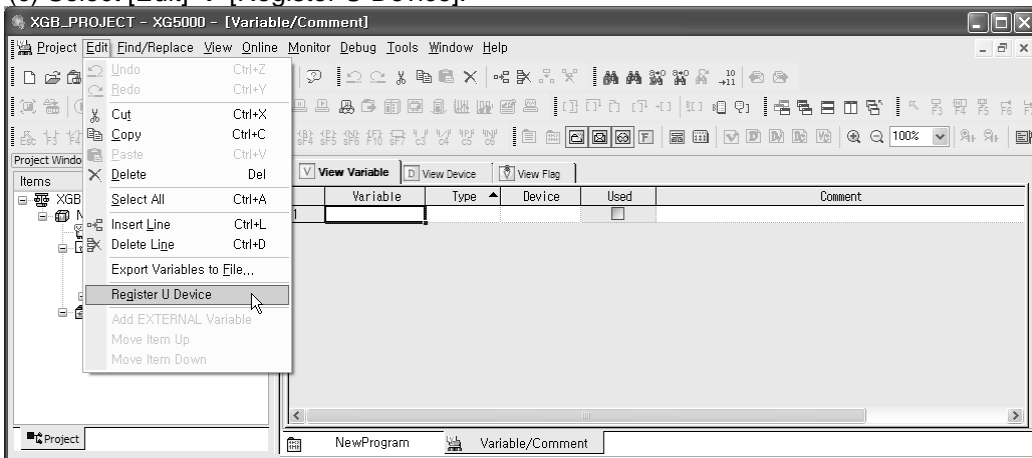 (c) Select [Edit] → [Register U Device].
XGB_PROJECT - XG5000 - [Variable/Comment]
Project Edit Find/Replace View Online Monitor Debug Tools Window Help
Undo Ctrl+Z
Redo Ctrl+Y
Cut Ctrl+X
Copy Ctrl+C
Paste Ctrl+V
Delete Del
Select All Ctrl+A
Insert Line Ctrl+L
Delete Line Ctrl+D
Export Variables to File...
Register U Device
Add EXTERNAL Variable
Move Item Up
Move Item Down
100%
Project Windo
Items
XGB
V View Variable D View Device View Flag
Variable Type Device Used Comment
1
Project
NewProgram Variable/Comment